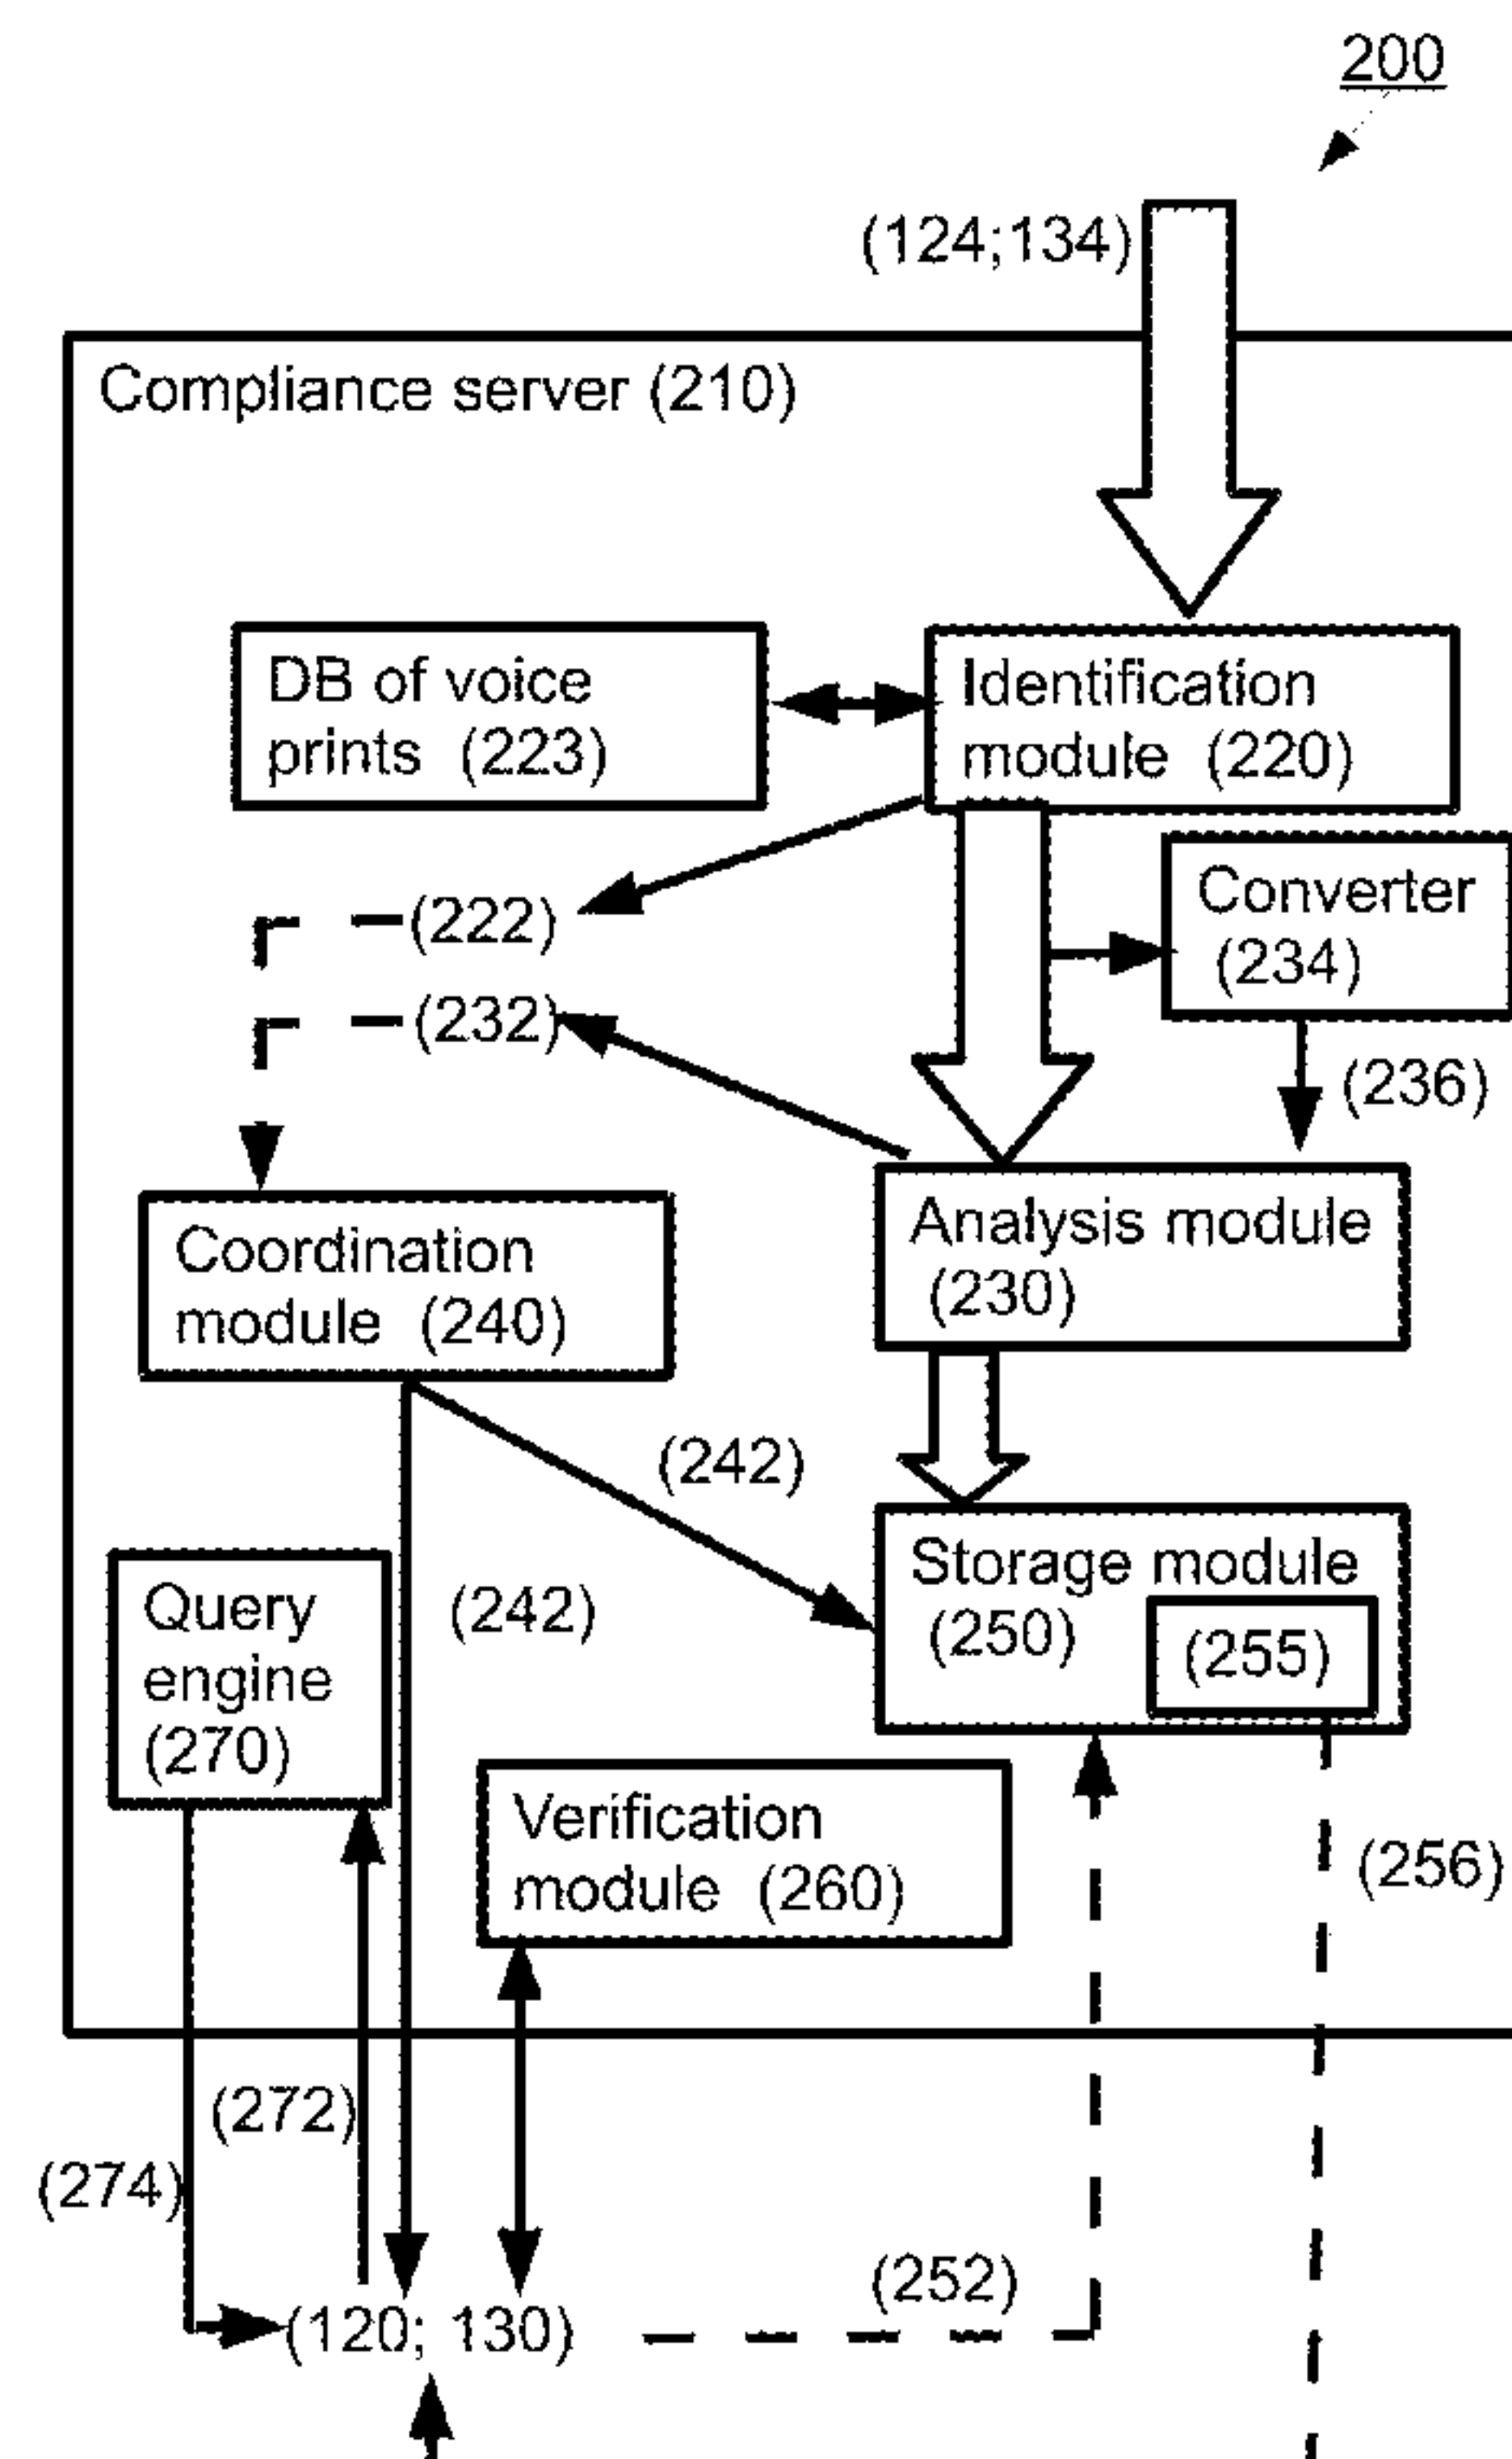 200
(124;134)
Compliance server (210)
DB of voice
prints (223)
Identification
module (220)
Converter
(234)
(222)
(232)
(236)
Coordination
module (240)
Analysis module
(230)
(242)
Storage module
(250)
(255)
Query
engine
(270)
(242)
Verification
module (260)
(256)
(272)
(274)
(252)
(120; 130)